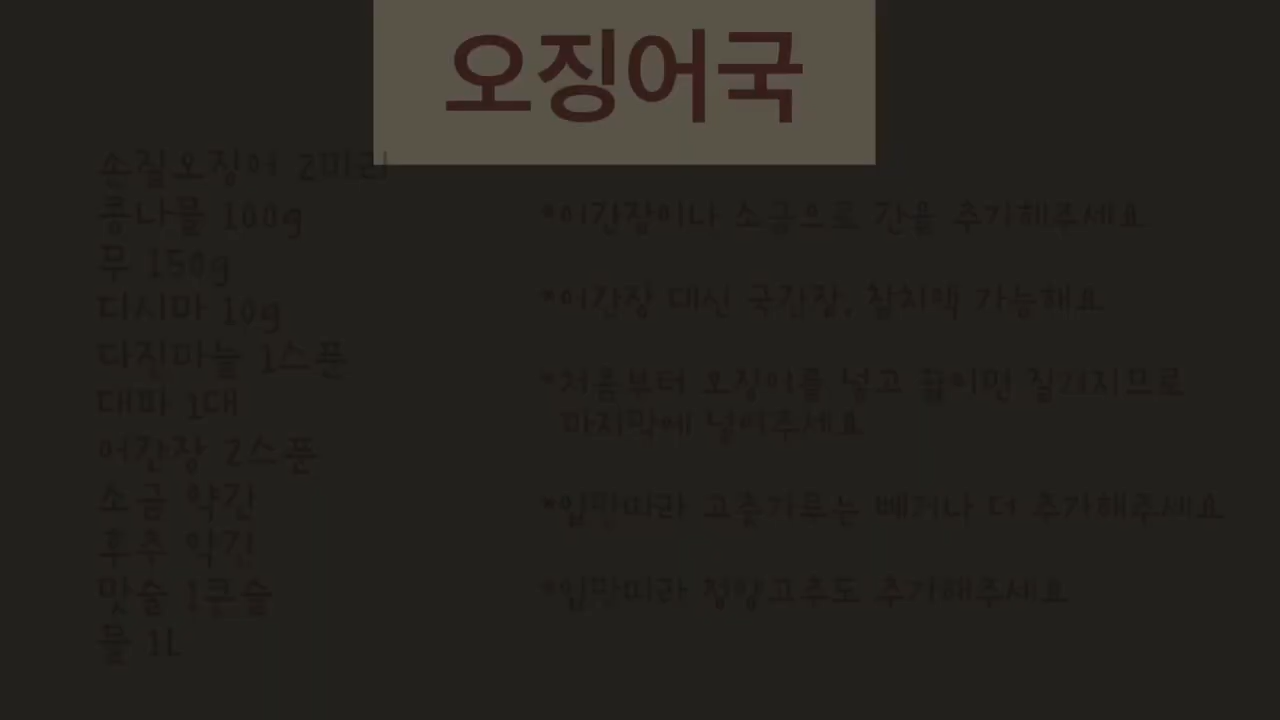 오징어국
손질오징어 2마리
콩나물 100g
무 150g
다시마 10g
다진마늘 1스푼
대파 1대
어간장 2스푼
소금 약간
후추 약간
맛술 1큰술
물 1L
*어간장이나 소금으로 간을 추가해주세요
*어간장 대신 국간장, 참치액 가능해요
*처음부터 오징어를 넣고 끓이면 질겨지므로
마지막에 넣어주세요
*입맛따라 고춧가루는 빼거나 더 추가해주세요
*입맛따라 청양고추도 추가해주세요